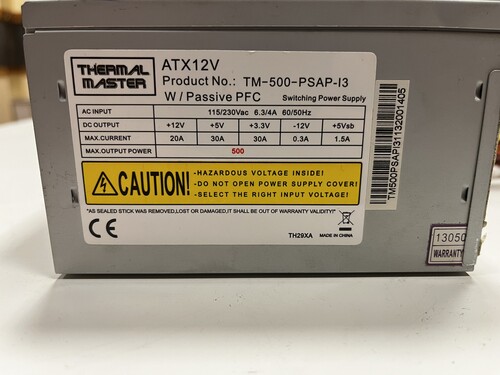 THERMAL
MASTER
ATX12V
Product No.: TM-500-PSAP-I3
W/Passive PFC
Switching Power Supply
AC INPUT 115/230Vac 6.3/4A 60/50Hz
DC OUTPUT +12V +5V +3.3V -12V +5Vsb
MAX.CURRENT 20A 30A 30A 0.3A 1.5A
MAX.OUTPUT POWER 500
CAUTION!
-HAZARDOUS VOLTAGE INSIDE!
-DO NOT OPEN POWER SUPPLY COVER!
-SELECT THE RIGHT INPUT VOLTAGE!
*AS SEALED STICK WAS REMOVED,LOST OR DAMAGED,IT SHALL BE OUT OF WARRANTY VALIDITY!
CE
TH29XA
MADE IN CHINA
TM500PSAPI31132001405
13050
WARRANTY